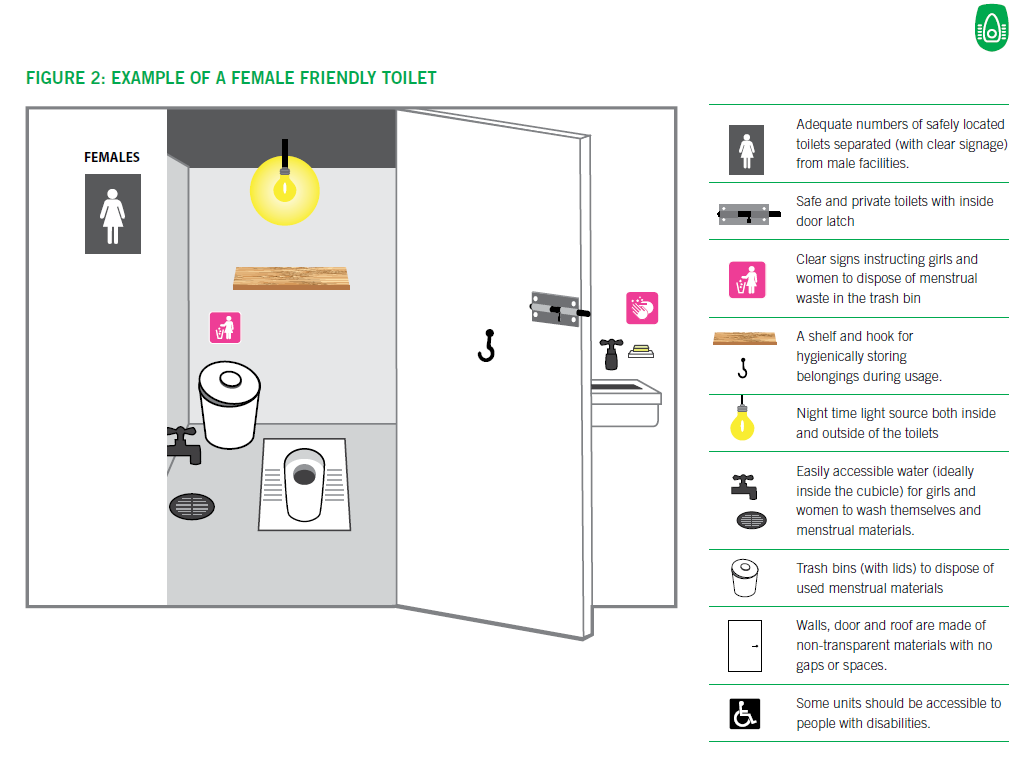 FIGURE 2: EXAMPLE OF A FEMALE FRIENDLY TOILET
FEMALES
Adequate numbers of safely located
toilets separated (with clear signage)
from male facilities.
Safe and private toilets with inside
door latch
Clear signs instructing girls and
women to dispose of menstrual
waste in the trash bin
A shelf and hook for
hygienically storing
belongings during usage.
Night time light source both inside
and outside of the toilets
Easily accessible water (ideally
inside the cubicle) for girls and
women to wash themselves and
menstrual materials.
Trash bins (with lids) to dispose of
used menstrual materials
Walls, door and roof are made of
non-transparent materials with no
gaps or spaces.
Some units should be accessible to
people with disabilities.